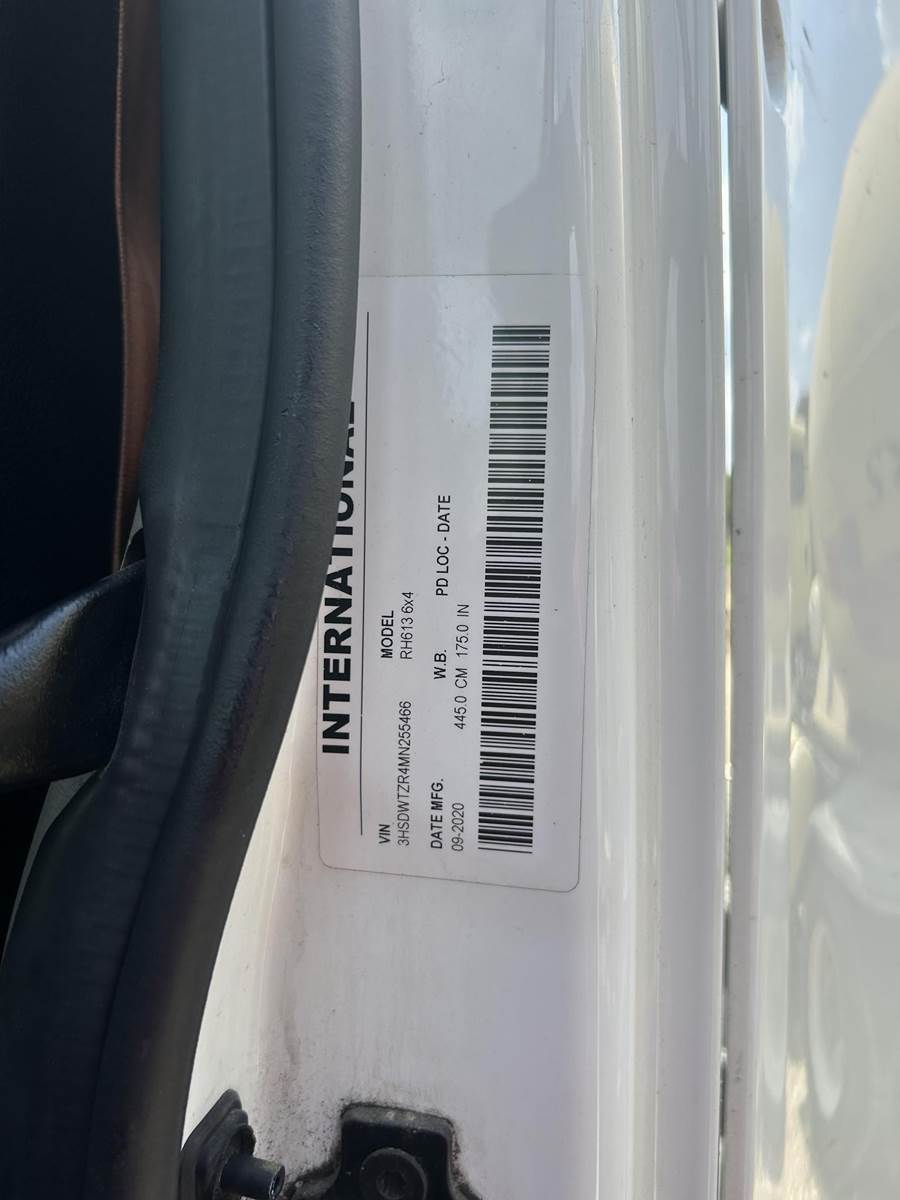 INTERNATIONAL
VIN MODEL
3HSDWTZR4MN255466 RH613 6x4
DATE MFG. W.B. PD LOC - DATE
09-2020 445.0 CM 175.0 IN